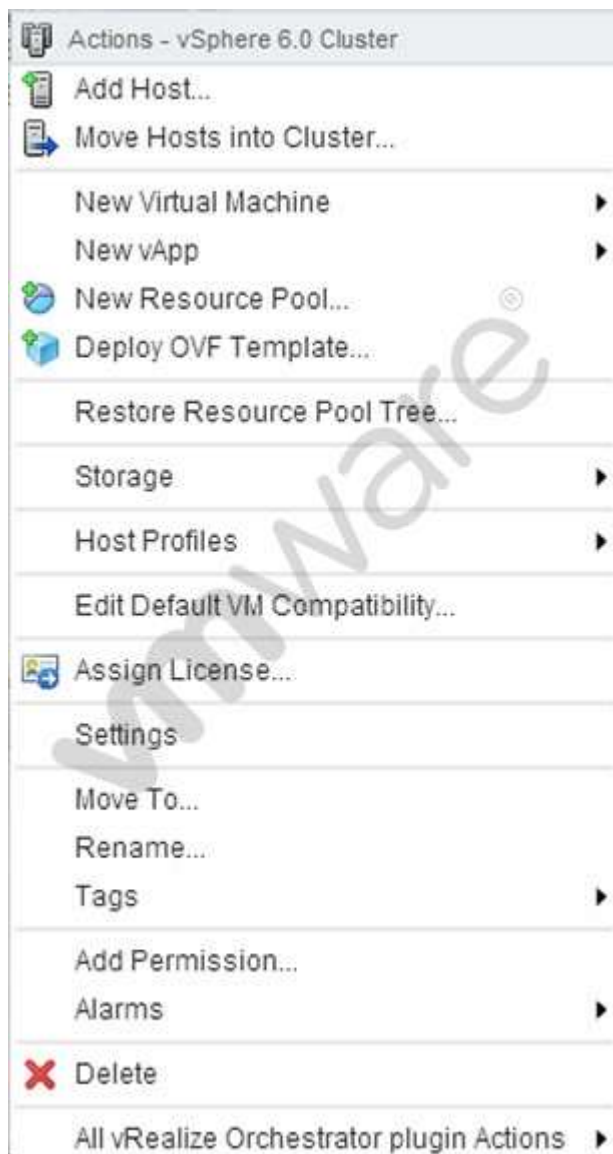 Actions - vSphere 6.0 Cluster
Add Host...
Move Hosts into Cluster...
New Virtual Machine
New vApp
New Resource Pool...
Deploy OVF Template...
Restore Resource Pool Tree...
Storage
Host Profiles
Edit Default VM Compatibility...
Assign License...
Settings
Move To...
Rename...
Tags
Add Permission...
Alarms
Delete
All vRealize Orchestrator plugin Actions
vmware